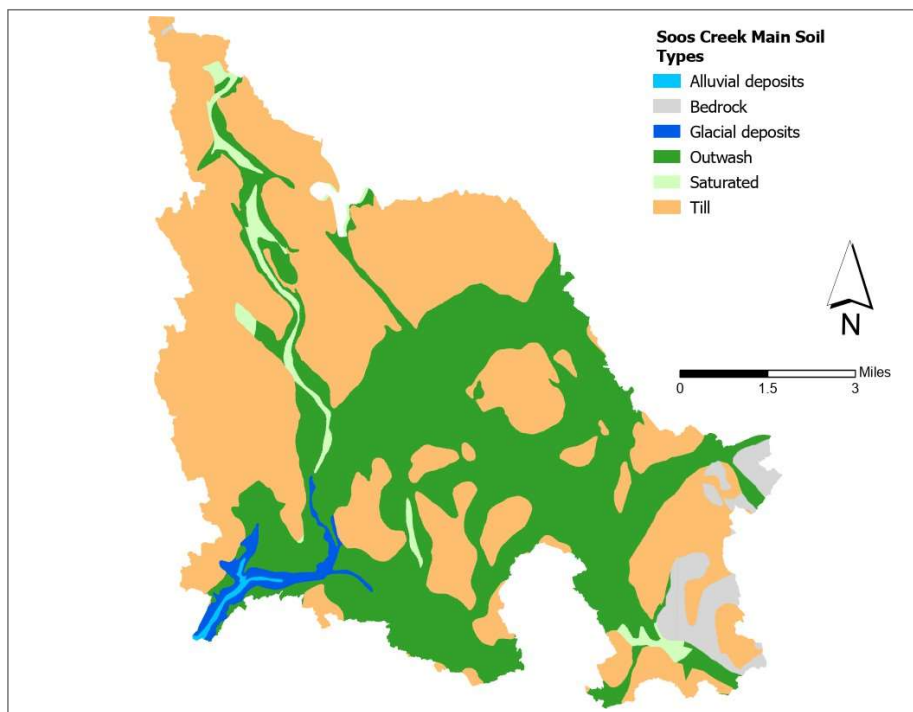 Soos Creek Main Soil
Types
Alluvial deposits
Bedrock
Glacial deposits
Outwash
Saturated
Till
N
Miles
0 1.5 3